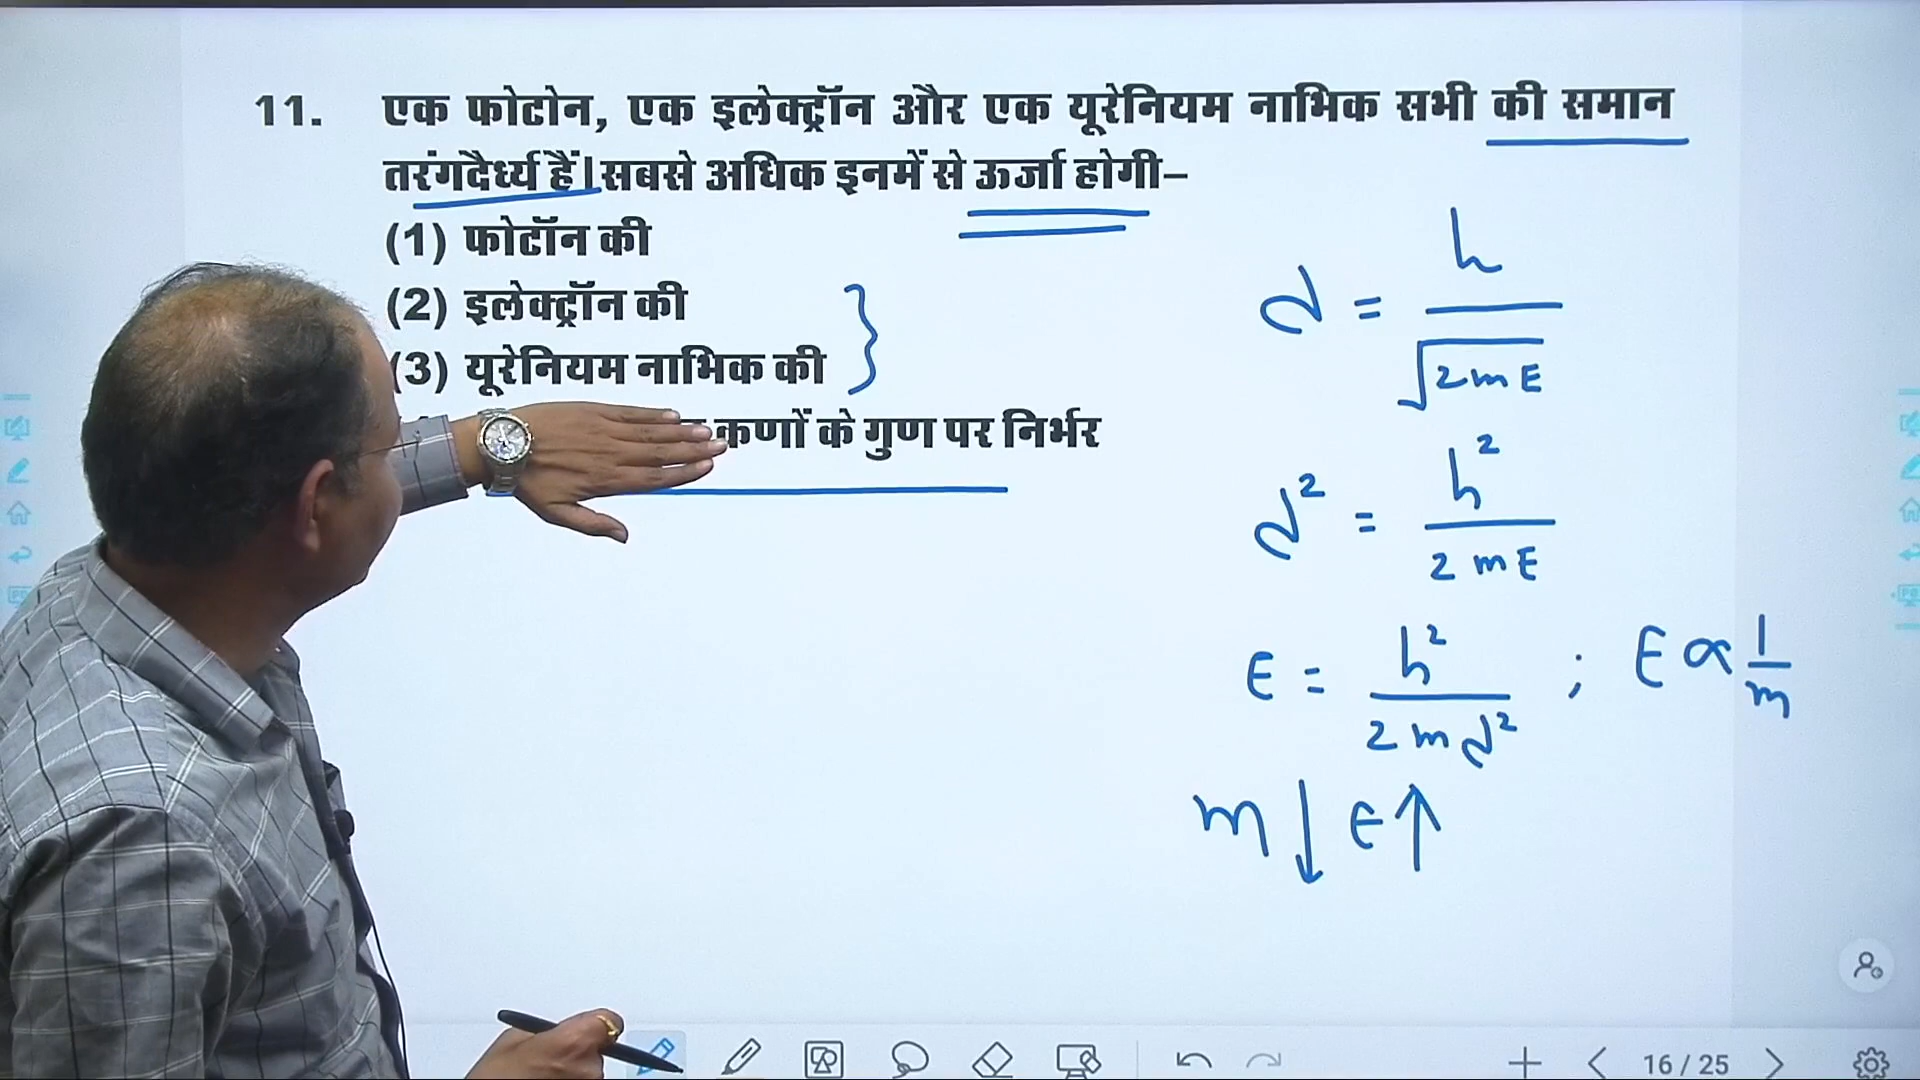 11. एक फोटोन, एक इलेक्ट्रॉन और एक यूरेनियम नाभिक सभी की समान
तरंगदैर्ध्य हैं। सबसे अधिक इनमें से ऊर्जा होगी–
(1) फोटॉन की
(2) इलेक्ट्रॉन की
(3) यूरेनियम नाभिक की
कणों के गुण पर निर्भर
λ = h / √2mE
λ² = h² / 2mE
E = h² / 2mλ² ; E ∝ 1/m
m ↓ E ↑
16 / 25